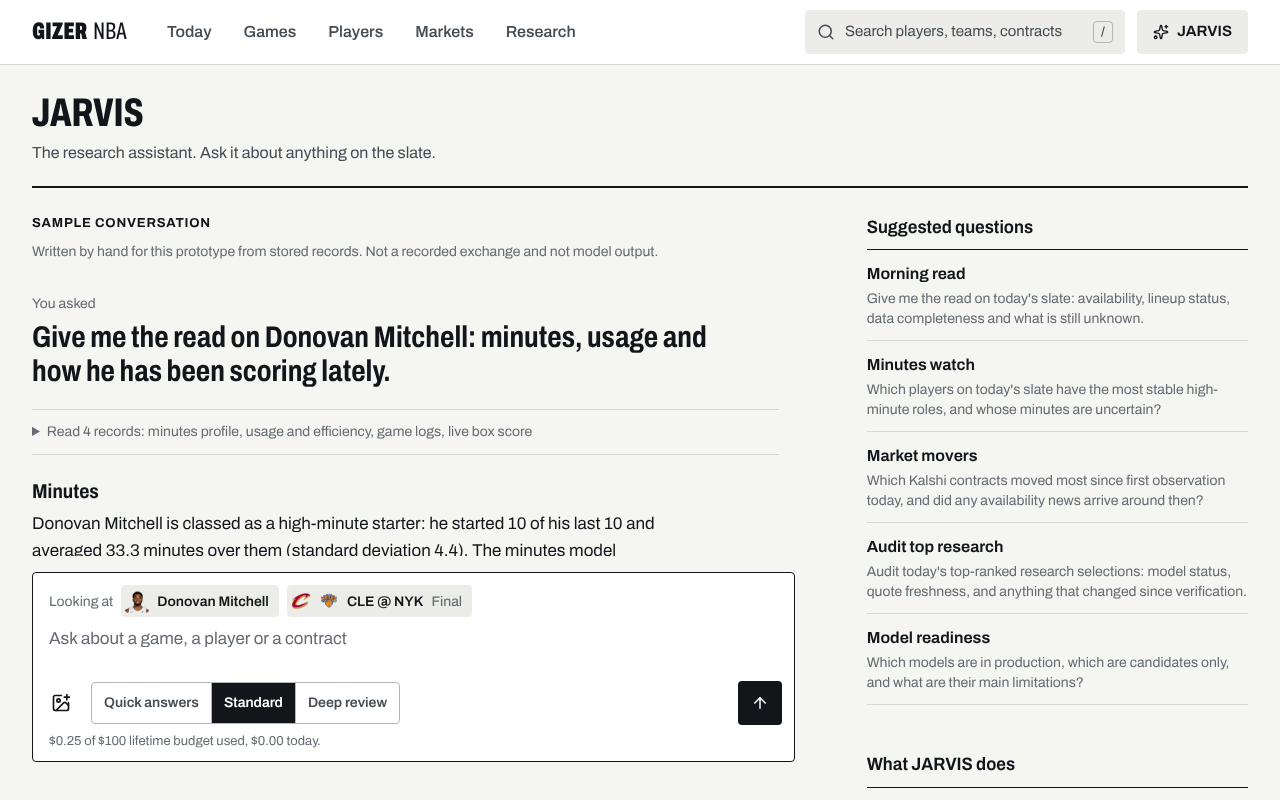 GIZER NBA
Today
Games
Players
Markets
Research
Search players, teams, contracts
/
JARVIS
JARVIS
The research assistant. Ask it about anything on the slate.
SAMPLE CONVERSATION
Written by hand for this prototype from stored records. Not a recorded exchange and not model output.
You asked
Give me the read on Donovan Mitchell: minutes, usage and
how he has been scoring lately.
Read 4 records: minutes profile, usage and efficiency, game logs, live box score
Minutes
Donovan Mitchell is classed as a high-minute starter: he started 10 of his last 10 and
averaged 33.3 minutes over them (standard deviation 4.4). The minutes model
Looking at
Donovan Mitchell
CLE @ NYK Final
Ask about a game, a player or a contract
Quick answers
Standard
Deep review
$0.25 of $100 lifetime budget used, $0.00 today.
Suggested questions
Morning read
Give me the read on today's slate: availability, lineup status,
data completeness and what is still unknown.
Minutes watch
Which players on today's slate have the most stable high-
minute roles, and whose minutes are uncertain?
Market movers
Which Kalshi contracts moved most since first observation
today, and did any availability news arrive around then?
Audit top research
Audit today's top-ranked research selections: model status,
quote freshness, and anything that changed since verification.
Model readiness
Which models are in production, which are candidates only,
and what are their main limitations?
What JARVIS does